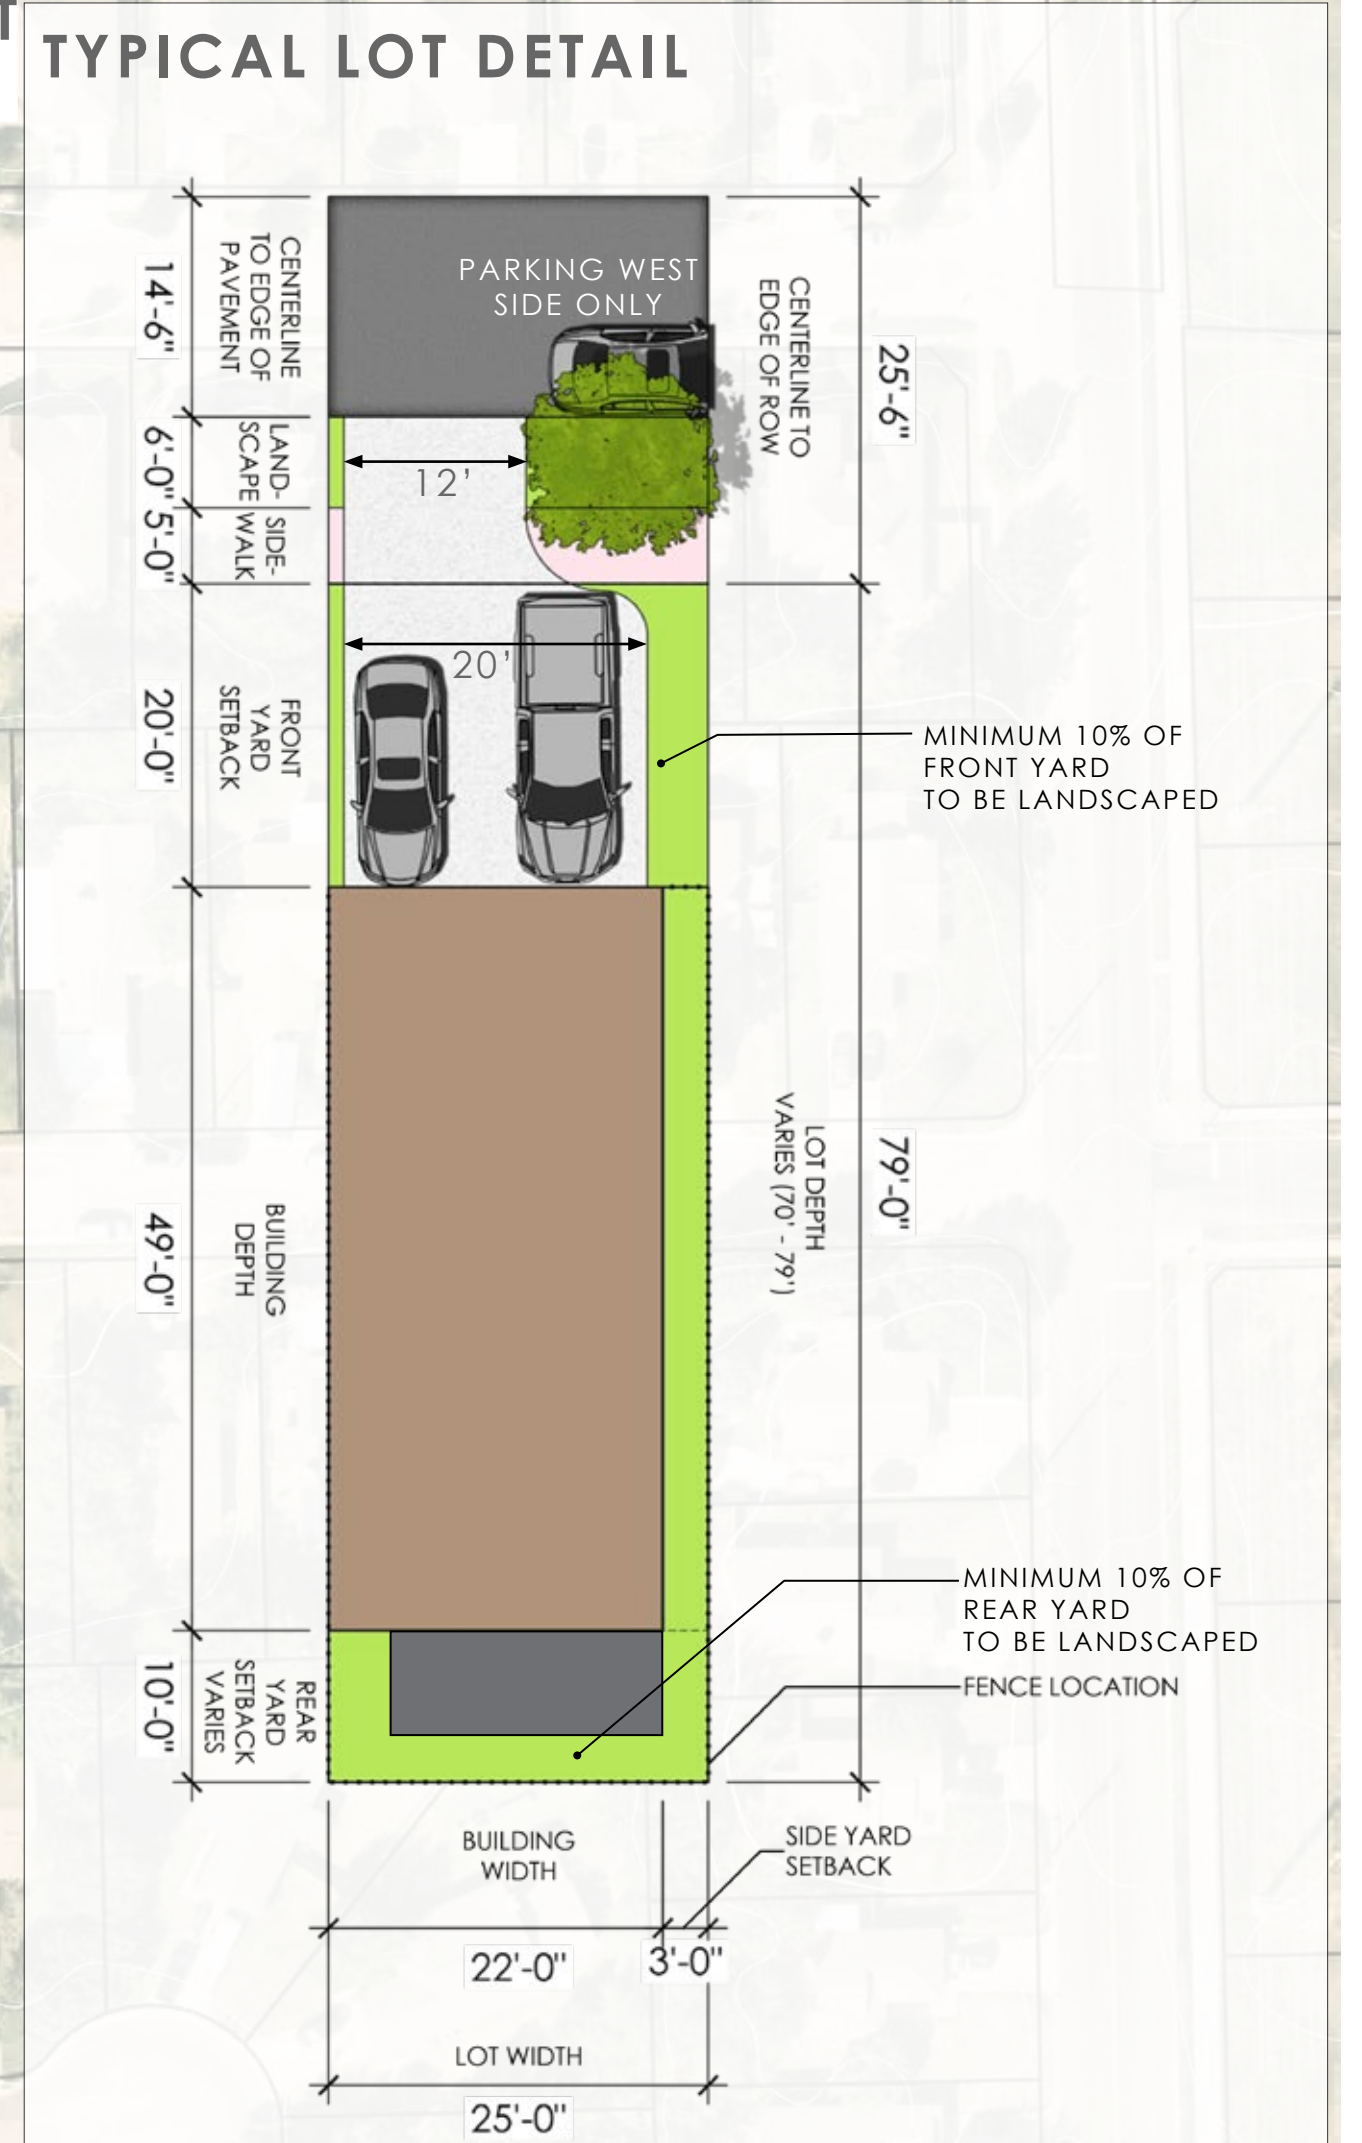 T
TYPICAL LOT DETAIL
PARKING WEST
SIDE ONLY
CENTERLINE
TO EDGE OF
PAVEMENT
14'-6"
CENTERLINE TO
EDGE OF ROW
25'-6"
LAND-
SCAPE
6'-0"
12'
SIDE-
WALK
5'-0"
20'
FRONT
YARD
SETBACK
20'-0"
MINIMUM 10% OF
FRONT YARD
TO BE LANDSCAPED
LOT DEPTH
VARIES (70' - 79')
79'-0"
BUILDING
DEPTH
49'-0"
MINIMUM 10% OF
REAR YARD
TO BE LANDSCAPED
FENCE LOCATION
REAR
YARD
SETBACK
VARIES
10'-0"
BUILDING
WIDTH
SIDE YARD
SETBACK
22'-0"
3'-0"
LOT WIDTH
25'-0"